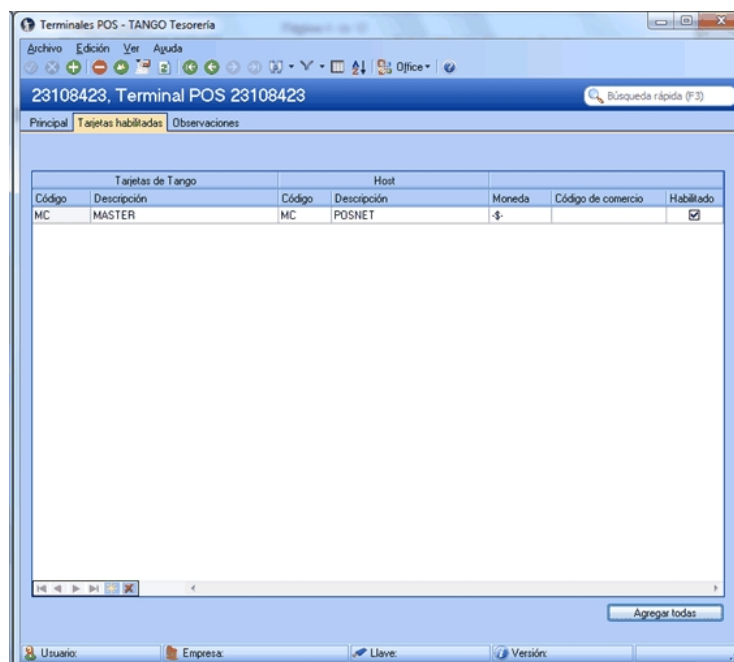 Terminales POS - TANGO Tesorería
Archivo Edición Ver Ayuda
Office
23108423, Terminal POS 23108423
Búsqueda rápida (F3)
Principal Tarjetas habilitadas Observaciones
Tarjetas de Tango Host
Código Descripción Código Descripción Moneda Código de comercio Habilitado
MC MASTER MC POSNET -$-
Agregar todas
Usuario: Empresa: Llave: Versión: